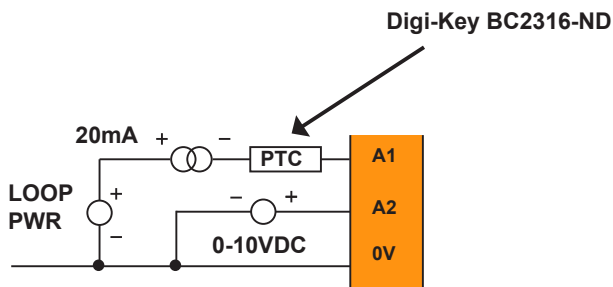 Digi-Key BC2316-ND
20mA + −
PTC
A1
LOOP
PWR
+
−
− +
A2
0-10VDC
0V